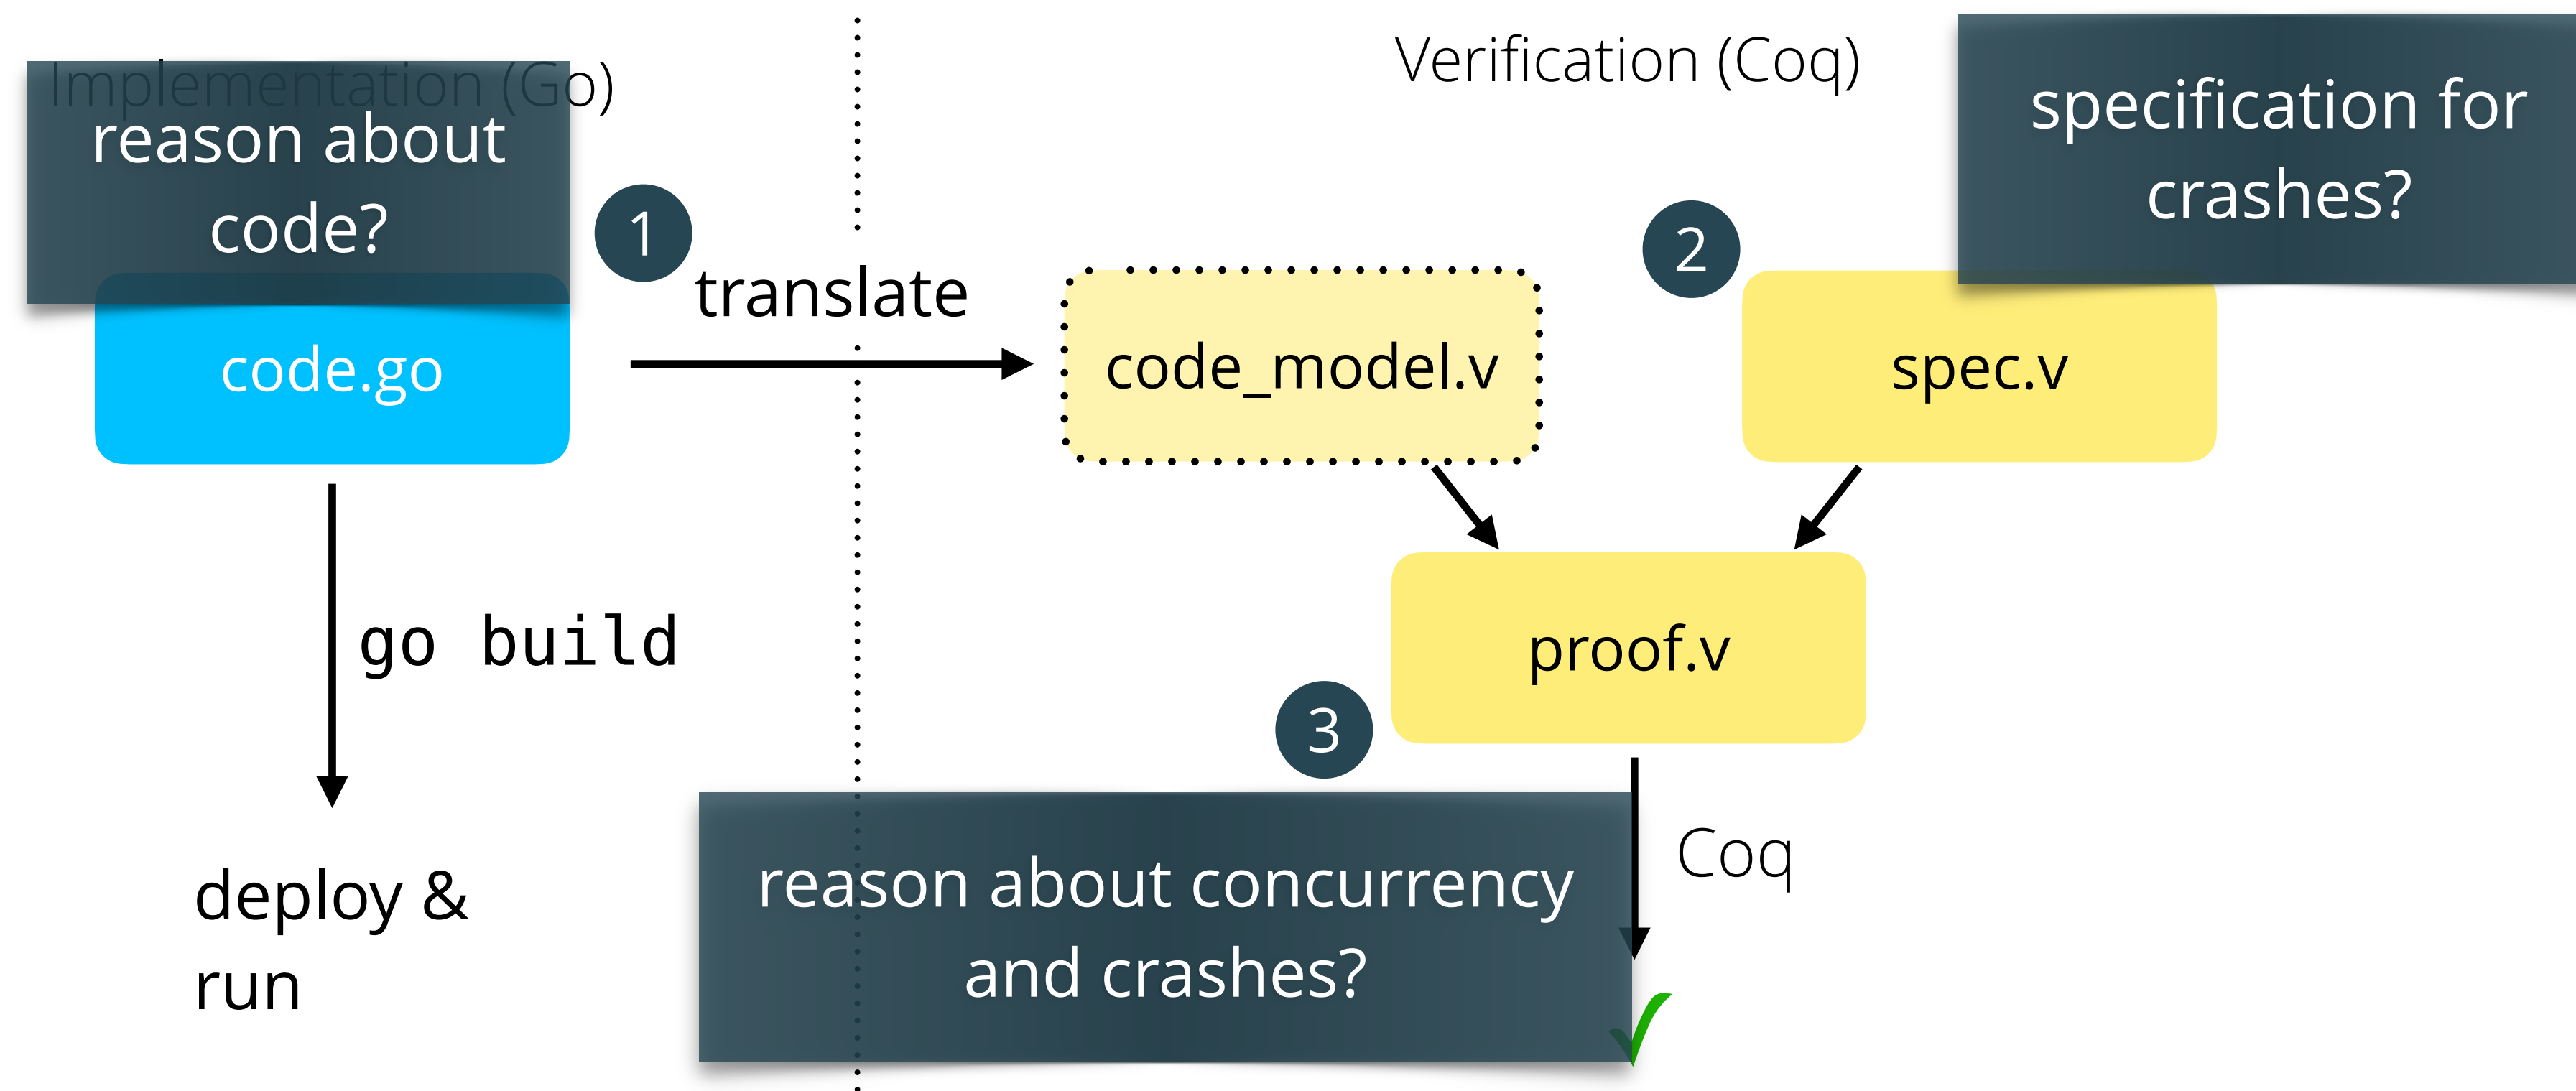 Implementation (Go)
Verification (Coq)
reason about
code?
specification for
crashes?
1
2
translate
code.go
code_model.v
spec.v
go build
proof.v
3
deploy &
run
reason about concurrency
and crashes?
Coq
✓